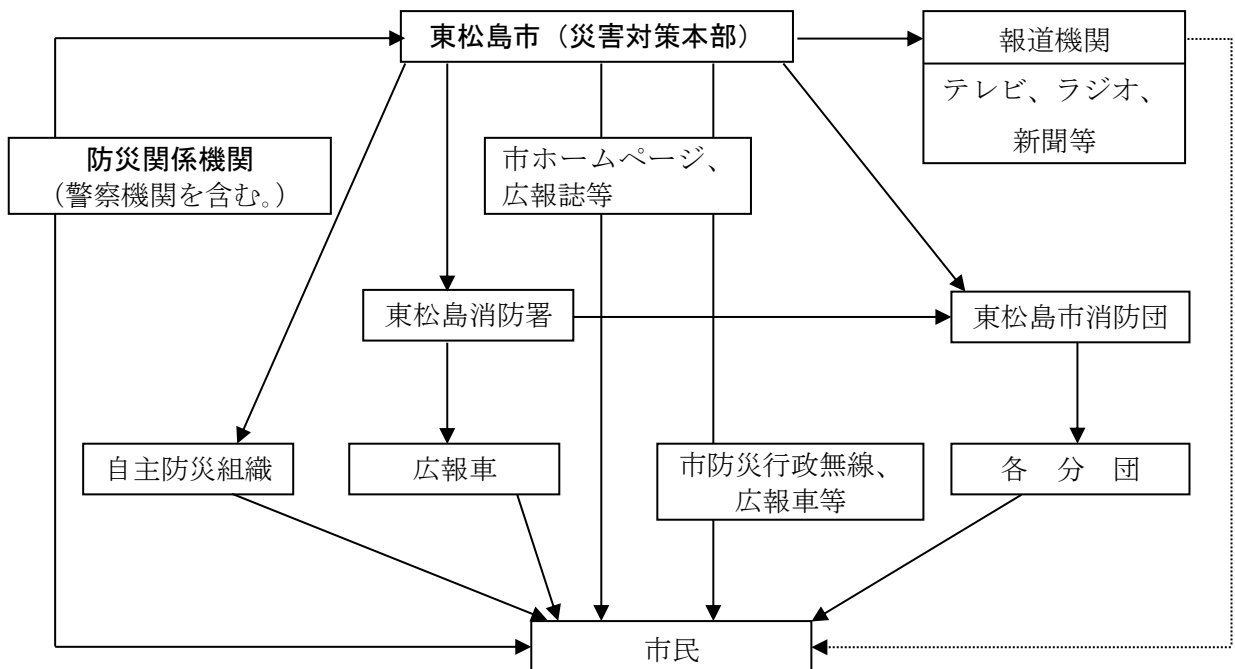 東松島市（災害対策本部）
報道機関
テレビ、ラジオ、
新聞等
防災関係機関
（警察機関を含む。）
市ホームページ、
広報誌等
東松島消防署
東松島市消防団
自主防災組織
広報車
市防災行政無線、
広報車等
各　分　団
市民